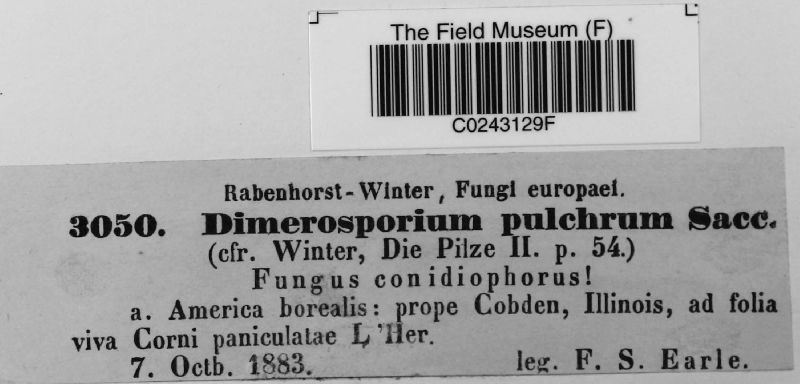 The Field Museum (F)
C0243129F
Rabenhorst-Winter, Fungi europaei.
3050. Dimerosporium pulchrum Sacc.
(cfr. Winter, Die Pilze II. p. 54.)
Fungus conidiophorus!
a. America borealis: prope Cobden, Illinois, ad folia
viva Corni paniculatae L'Her.
7. Octb. 1883. leg. F. S. Earle.